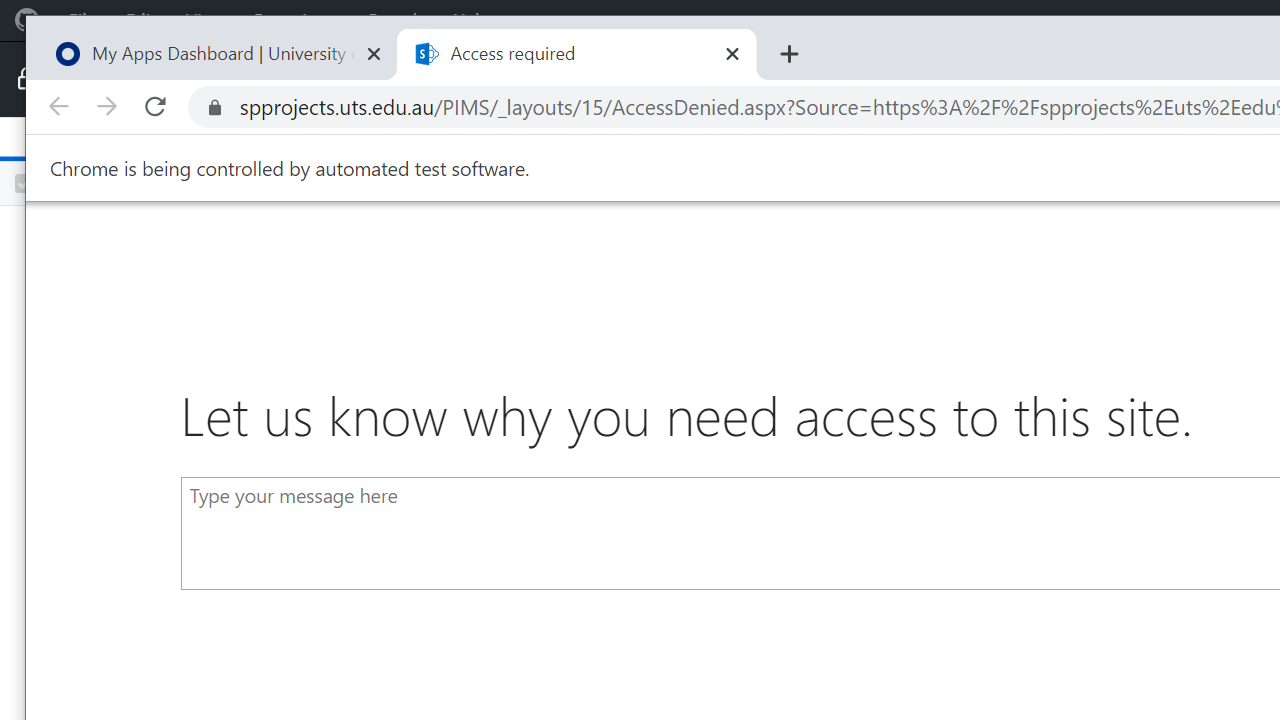 My Apps Dashboard | University
Access required
spprojects.uts.edu.au/PIMS/_layouts/15/AccessDenied.aspx?Source=https%3A%2F%2Fspprojects%2Euts%2Eedu%
Chrome is being controlled by automated test software.
Let us know why you need access to this site.
Type your message here